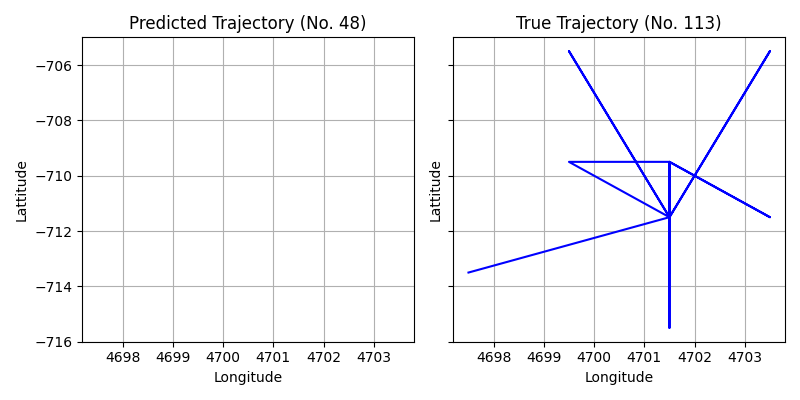 Predicted Trajectory (No. 48)
True Trajectory (No. 113)
Lattitude
−706
−708
−710
−712
−714
−716
4698 4699 4700 4701 4702 4703
Longitude
Lattitude
4698 4699 4700 4701 4702 4703
Longitude